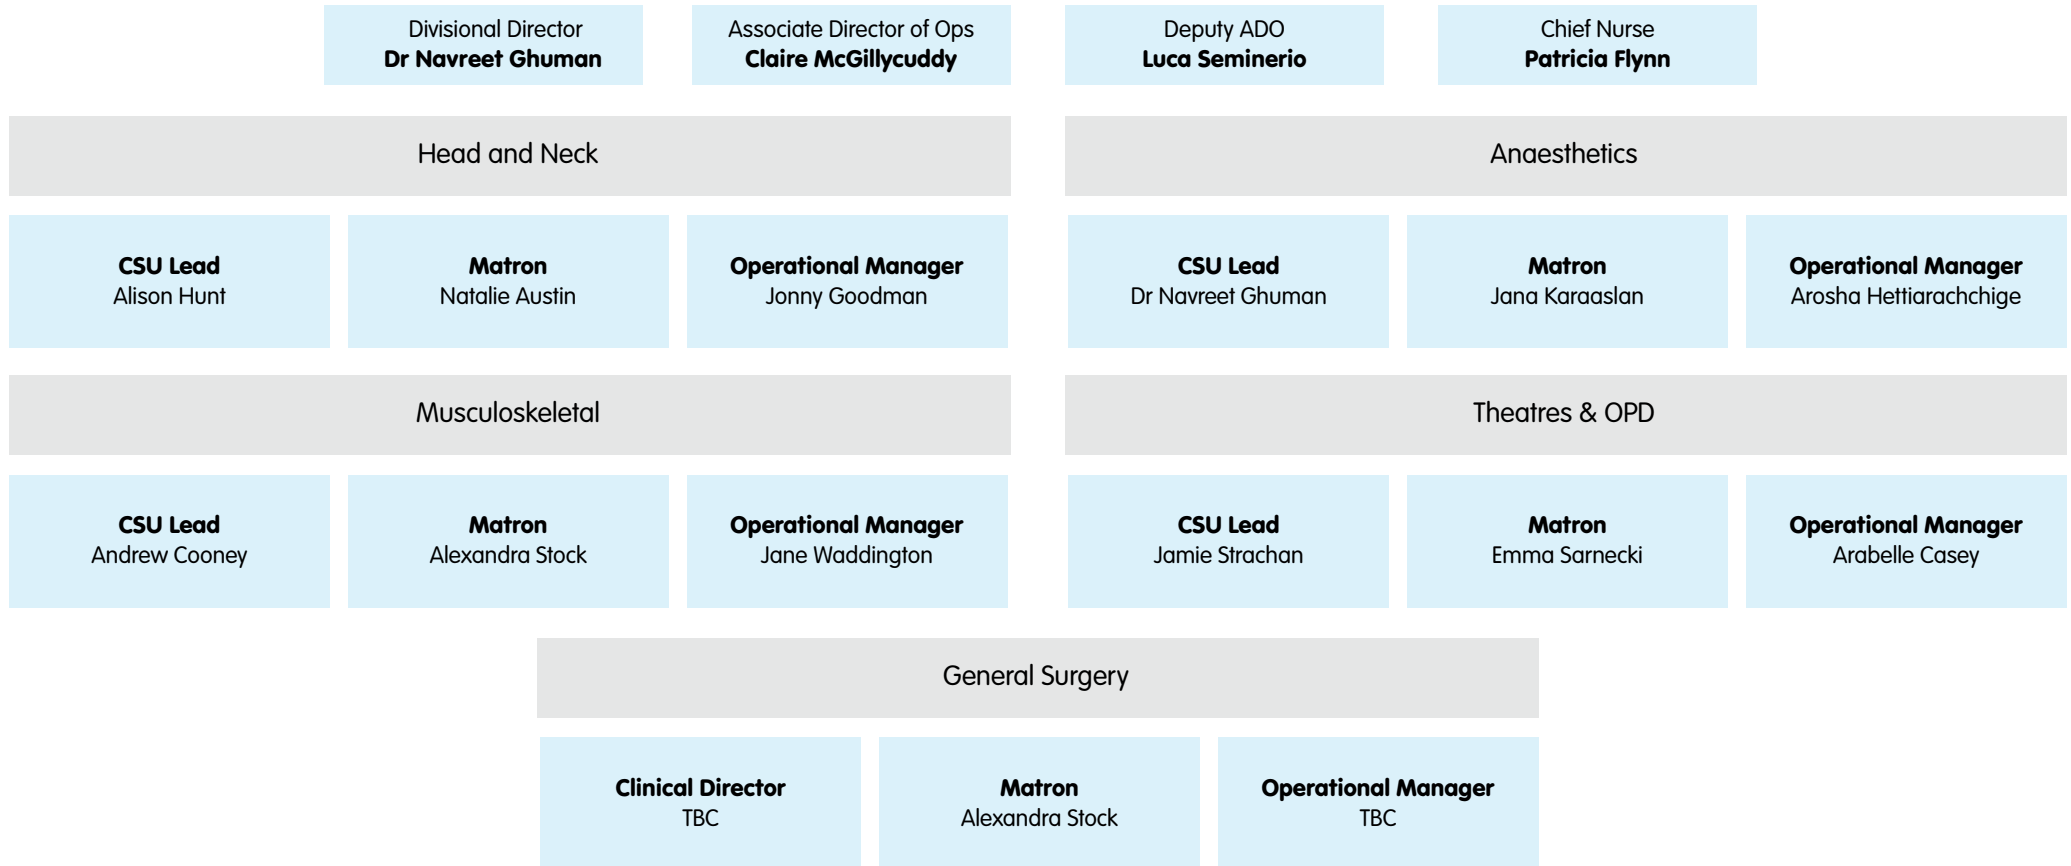 Divisional Director
Dr Navreet Ghuman
Associate Director of Ops
Claire McGillycuddy
Deputy ADO
Luca Seminerio
Chief Nurse
Patricia Flynn
Head and Neck
CSU Lead
Alison Hunt
Matron
Natalie Austin
Operational Manager
Jonny Goodman
Anaesthetics
CSU Lead
Dr Navreet Ghuman
Matron
Jana Karaaslan
Operational Manager
Arosha Hettiarachchige
Musculoskeletal
CSU Lead
Andrew Cooney
Matron
Alexandra Stock
Operational Manager
Jane Waddington
Theatres & OPD
CSU Lead
Jamie Strachan
Matron
Emma Sarnecki
Operational Manager
Arabelle Casey
General Surgery
Clinical Director
TBC
Matron
Alexandra Stock
Operational Manager
TBC